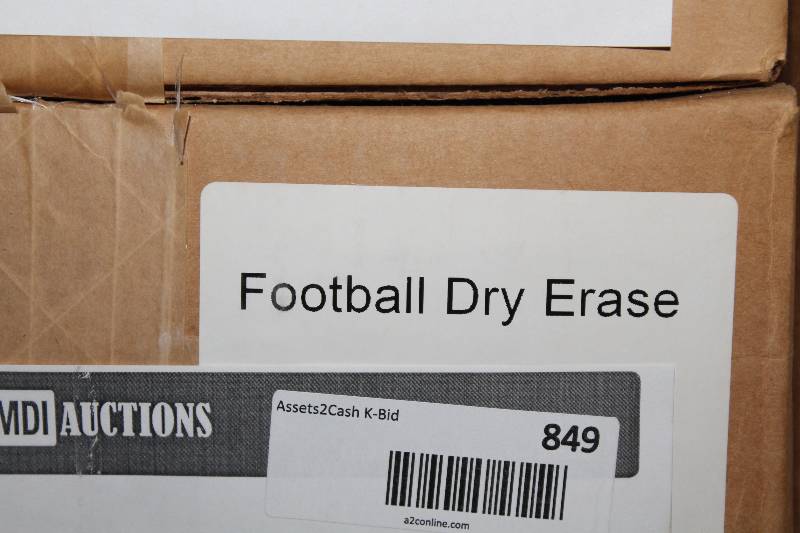 Football Dry Erase
MDI AUCTIONS
Assets2Cash K-Bid
849
a2conline.com